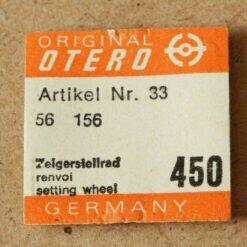 ORIGINAL
OTERO
Artikel Nr. 33
56 156
Zeigerstellrad
renvoi
setting wheel
450
GERMANY